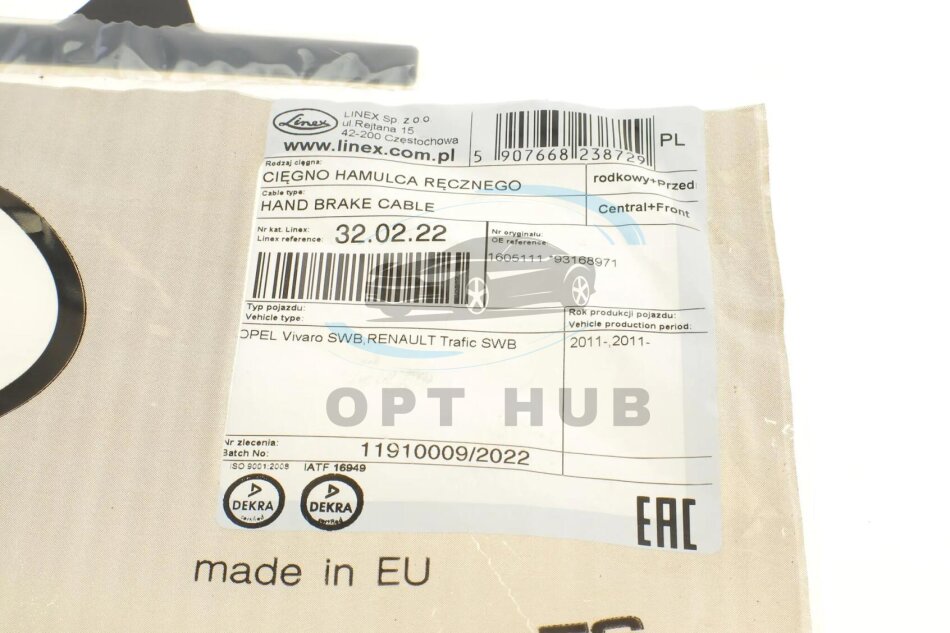 Linex
LINEX Sp. z o.o
ul. Rejtana 15
42-200 Częstochowa
www.linex.com.pl
5 907668 238729
PL
Rodzaj cięgna:
CIĘGNO HAMULCA RĘCZNEGO
rodkowy+Przed
Cable type:
HAND BRAKE CABLE
Central+Front
Nr kat. Linex:
Linex reference:
32.02.22
Nr oryginału:
OE reference:
1605111 *93168971
Typ pojazdu:
Vehicle type:
Rok produkcji pojazdu:
Vehicle production period:
OPEL Vivaro SWB,RENAULT Trafic SWB
2011-,2011-
OPT HUB
Nr zlecenia:
Batch No:
11910009/2022
ISO 9001:2008
IATF 16949
DEKRA
certified
DEKRA
certified
EAC
made in EU